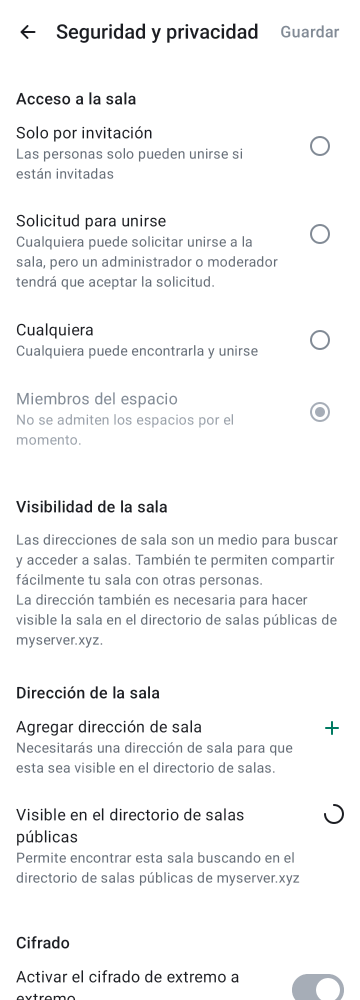 Seguridad y privacidad
Guardar
Acceso a la sala
Solo por invitación
Las personas solo pueden unirse si
están invitadas
Solicitud para unirse
Cualquiera puede solicitar unirse a la
sala, pero un administrador o moderador
tendrá que aceptar la solicitud.
Cualquiera
Cualquiera puede encontrarla y unirse
Miembros del espacio
No se admiten los espacios por el
momento.
Visibilidad de la sala
Las direcciones de sala son un medio para buscar
y acceder a salas. También te permiten compartir
fácilmente tu sala con otras personas.
La dirección también es necesaria para hacer
visible la sala en el directorio de salas públicas de
myserver.xyz.
Dirección de la sala
Agregar dirección de sala
Necesitarás una dirección de sala para que
esta sea visible en el directorio de salas.
Visible en el directorio de salas
públicas
Permite encontrar esta sala buscando en el
directorio de salas públicas de myserver.xyz
Cifrado
Activar el cifrado de extremo a
extremo